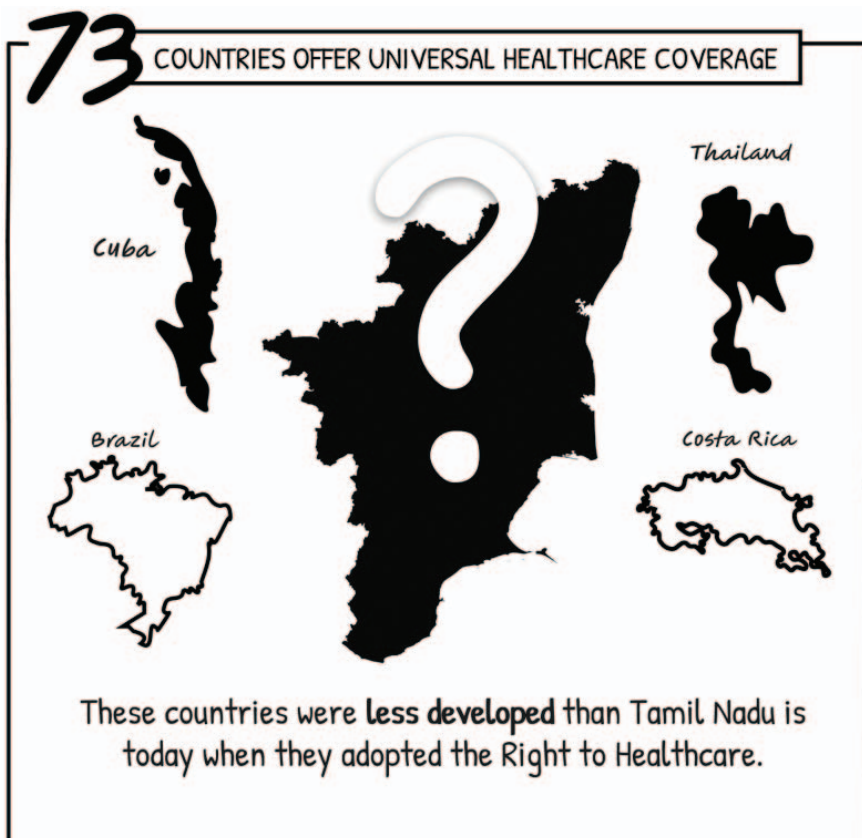 73 COUNTRIES OFFER UNIVERSAL HEALTHCARE COVERAGE
Thailand
Cuba
?
Brazil
Costa Rica
These countries were less developed than Tamil Nadu is
today when they adopted the Right to Healthcare.